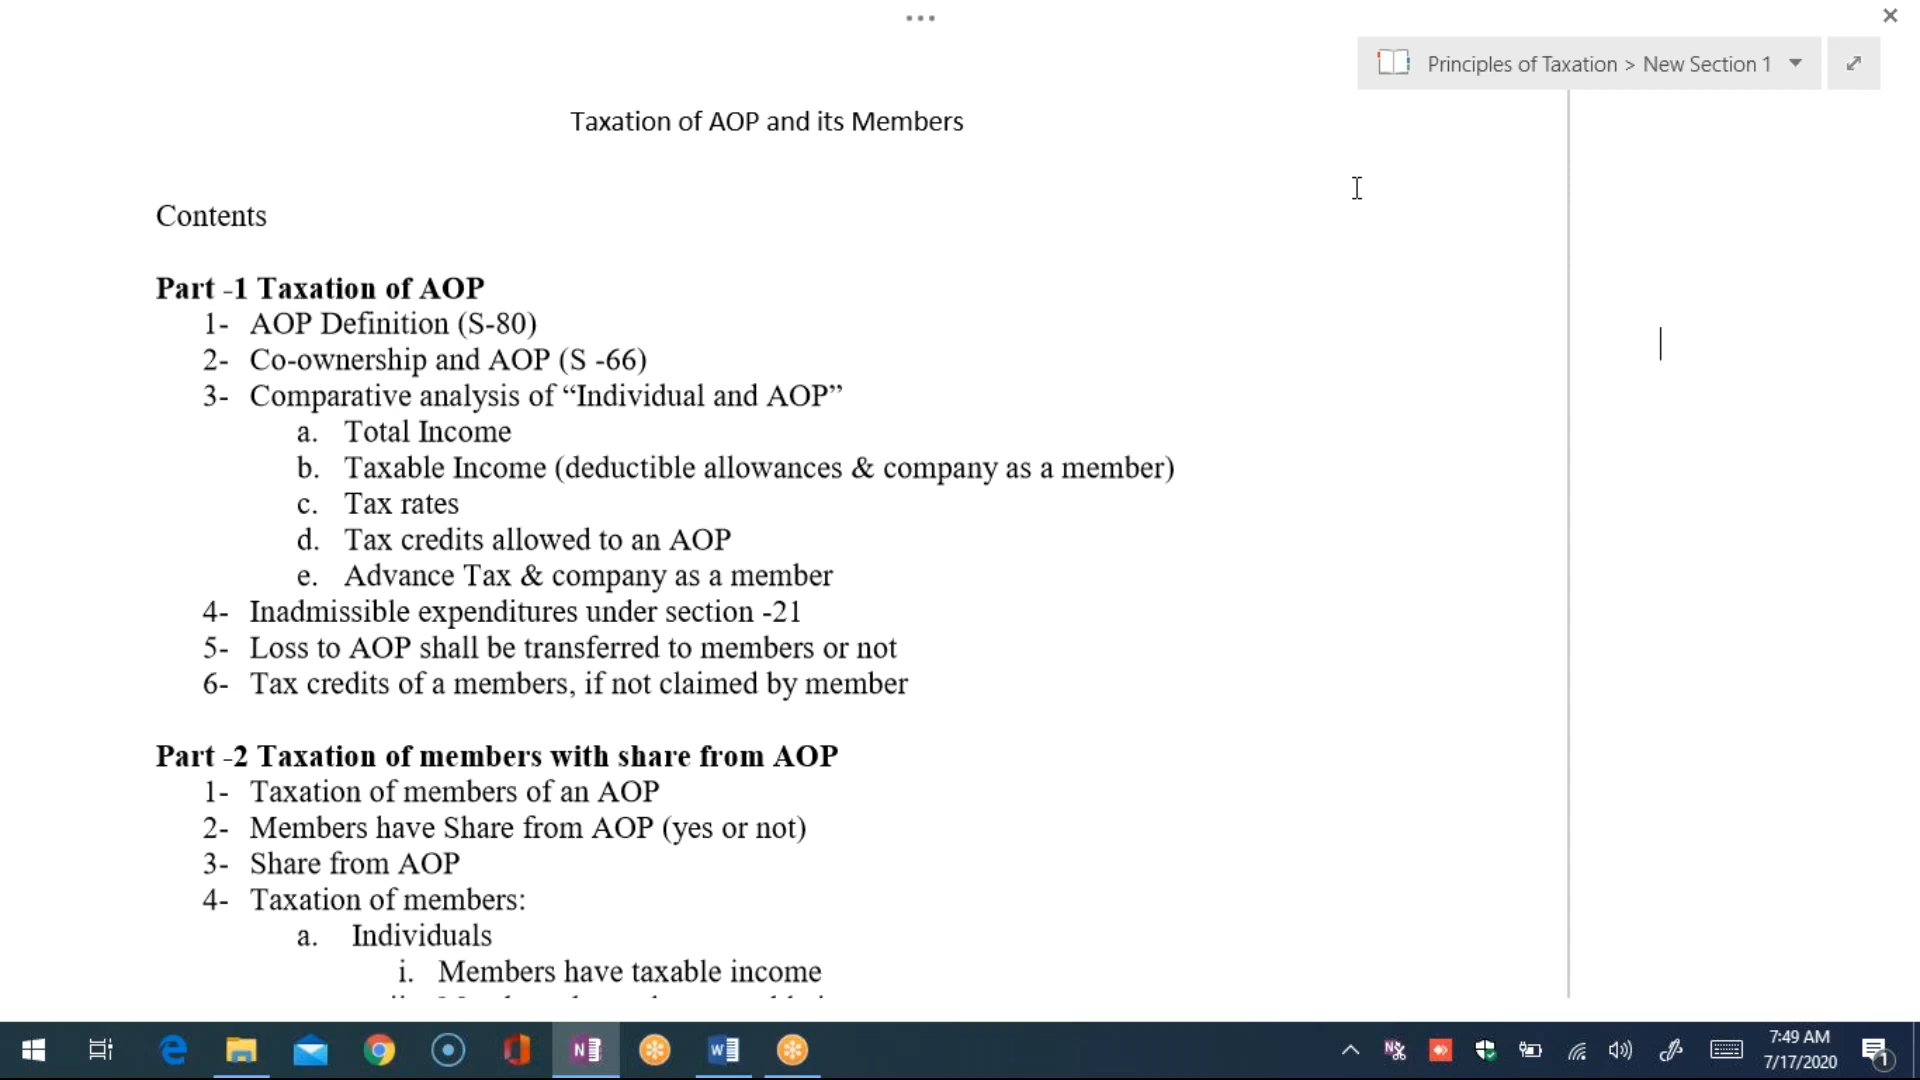 Principles of Taxation > New Section 1
Taxation of AOP and its Members
Contents
Part -1 Taxation of AOP
1- AOP Definition (S-80)
2- Co-ownership and AOP (S -66)
3- Comparative analysis of “Individual and AOP”
a. Total Income
b. Taxable Income (deductible allowances & company as a member)
c. Tax rates
d. Tax credits allowed to an AOP
e. Advance Tax & company as a member
4- Inadmissible expenditures under section -21
5- Loss to AOP shall be transferred to members or not
6- Tax credits of a members, if not claimed by member
Part -2 Taxation of members with share from AOP
1- Taxation of members of an AOP
2- Members have Share from AOP (yes or not)
3- Share from AOP
4- Taxation of members:
a. Individuals
i. Members have taxable income
7:49 AM
7/17/2020
1